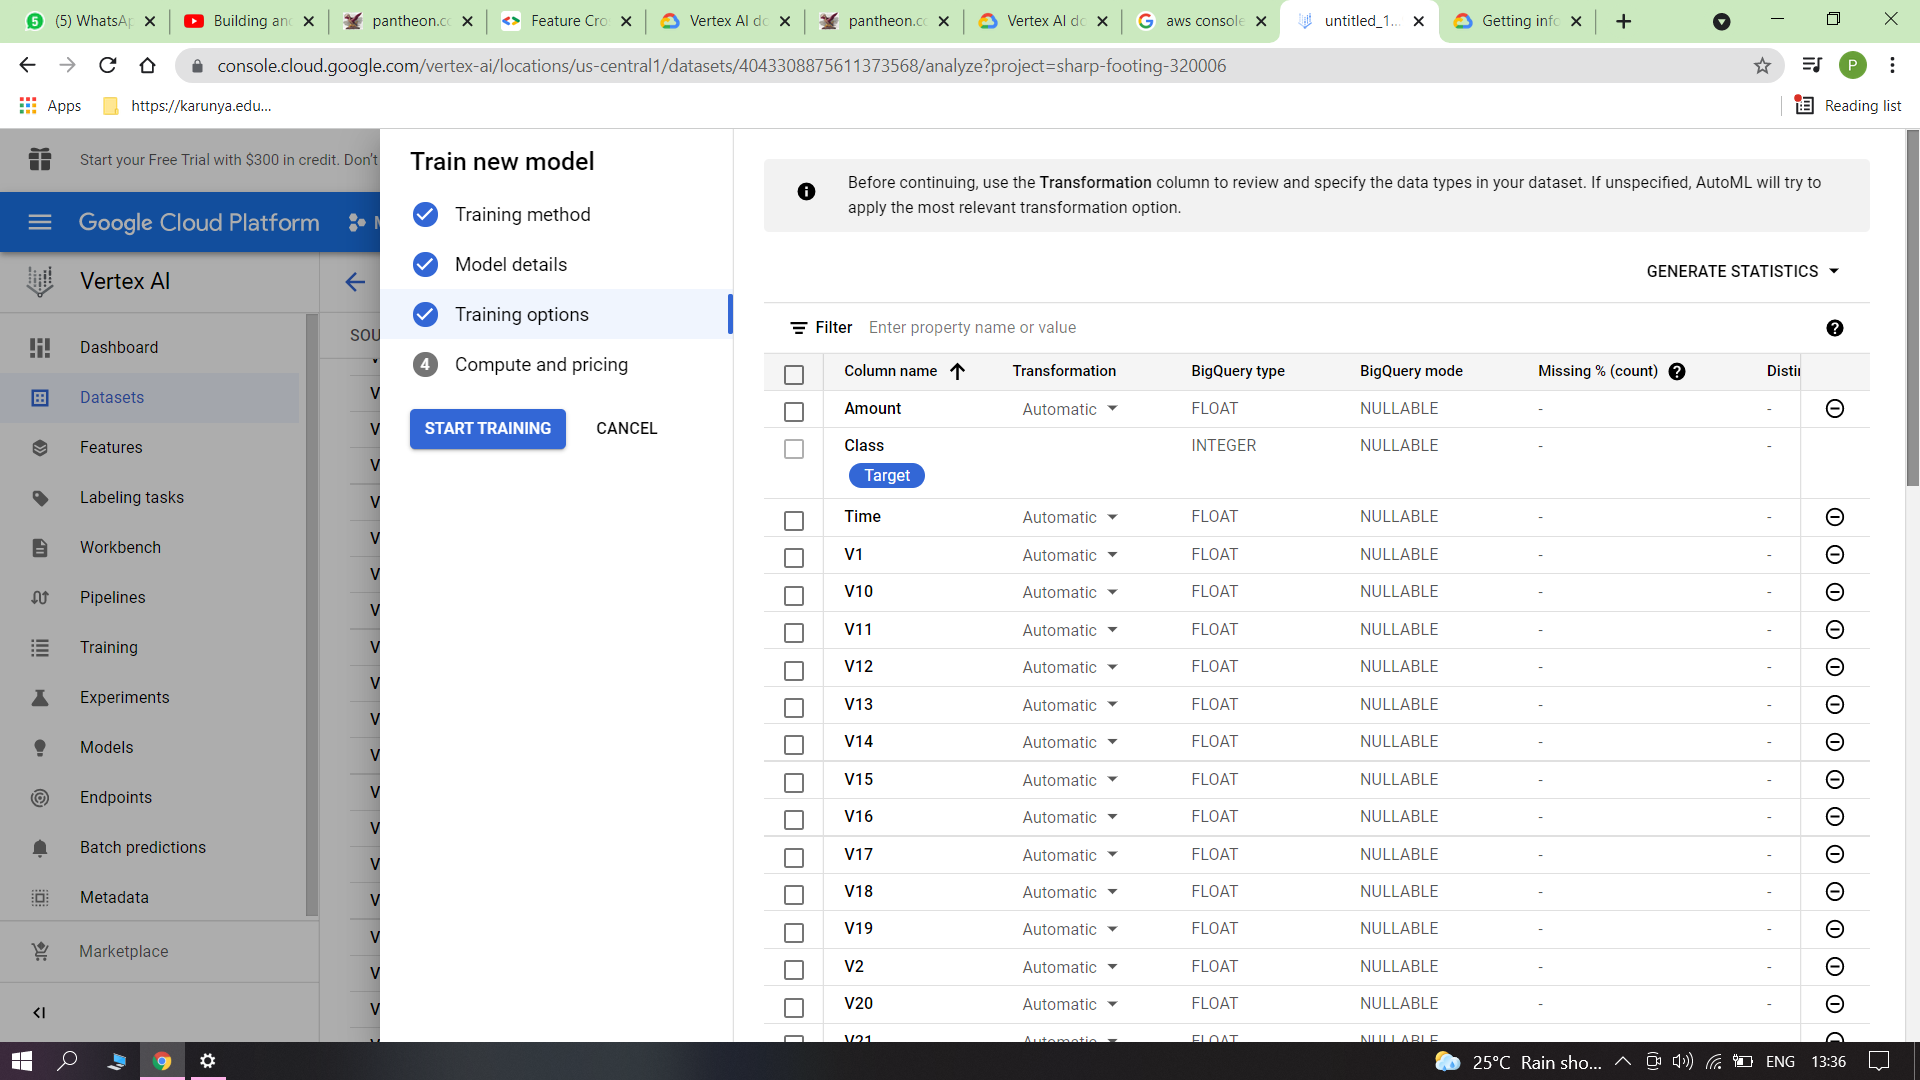 (5) WhatsAp
Building and
pantheon.co
Feature Cro
Vertex AI do
pantheon.co
Vertex AI do
aws console
untitled_1...
Getting info
console.cloud.google.com/vertex-ai/locations/us-central1/datasets/4043308875611373568/analyze?project=sharp-footing-320006
P
Apps
https://karunya.edu...
Reading list
Start your Free Trial with $300 in credit. Don't
Google Cloud Platform
Vertex AI
SOU
Dashboard
Datasets
Features
Labeling tasks
Workbench
Pipelines
Training
Experiments
Models
Endpoints
Batch predictions
Metadata
Marketplace
Train new model
Training method
Model details
Training options
4 Compute and pricing
START TRAINING
CANCEL
Before continuing, use the Transformation column to review and specify the data types in your dataset. If unspecified, AutoML will try to
apply the most relevant transformation option.
GENERATE STATISTICS
Filter Enter property name or value
Column name Transformation BigQuery type BigQuery mode Missing % (count) Distin
Amount Automatic FLOAT NULLABLE - -
Class INTEGER NULLABLE - -
Target
Time Automatic FLOAT NULLABLE - -
V1 Automatic FLOAT NULLABLE - -
V10 Automatic FLOAT NULLABLE - -
V11 Automatic FLOAT NULLABLE - -
V12 Automatic FLOAT NULLABLE - -
V13 Automatic FLOAT NULLABLE - -
V14 Automatic FLOAT NULLABLE - -
V15 Automatic FLOAT NULLABLE - -
V16 Automatic FLOAT NULLABLE - -
V17 Automatic FLOAT NULLABLE - -
V18 Automatic FLOAT NULLABLE - -
V19 Automatic FLOAT NULLABLE - -
V2 Automatic FLOAT NULLABLE - -
V20 Automatic FLOAT NULLABLE - -
V21 Automatic FLOAT NULLABLE
25°C Rain sho...
ENG
13:36